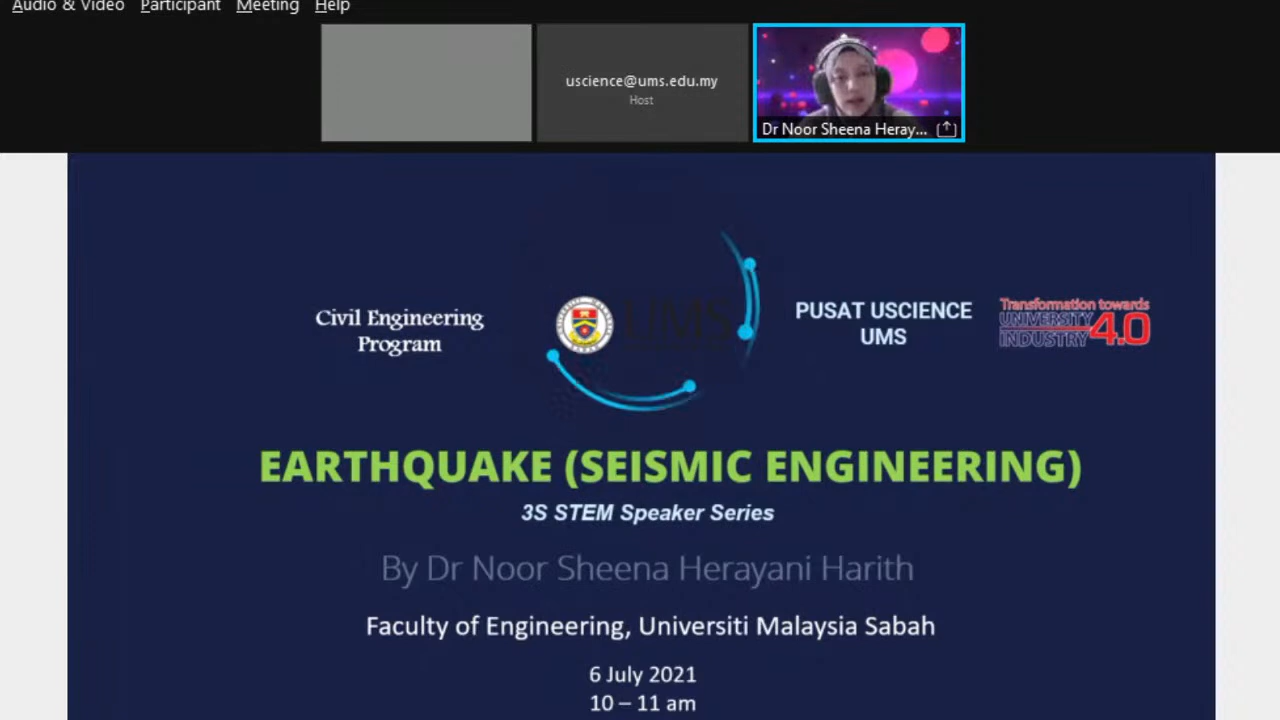 Audio & Video Participant Meeting Help
uscience@ums.edu.my
Host
Dr Noor Sheena Heray...
Civil Engineering
Program
UMS
PUSAT USCIENCE
UMS
Transformation towards
UNIVERSITY
INDUSTRY 4.0
EARTHQUAKE (SEISMIC ENGINEERING)
3S STEM Speaker Series
By Dr Noor Sheena Herayani Harith
Faculty of Engineering, Universiti Malaysia Sabah
6 July 2021
10 – 11 am